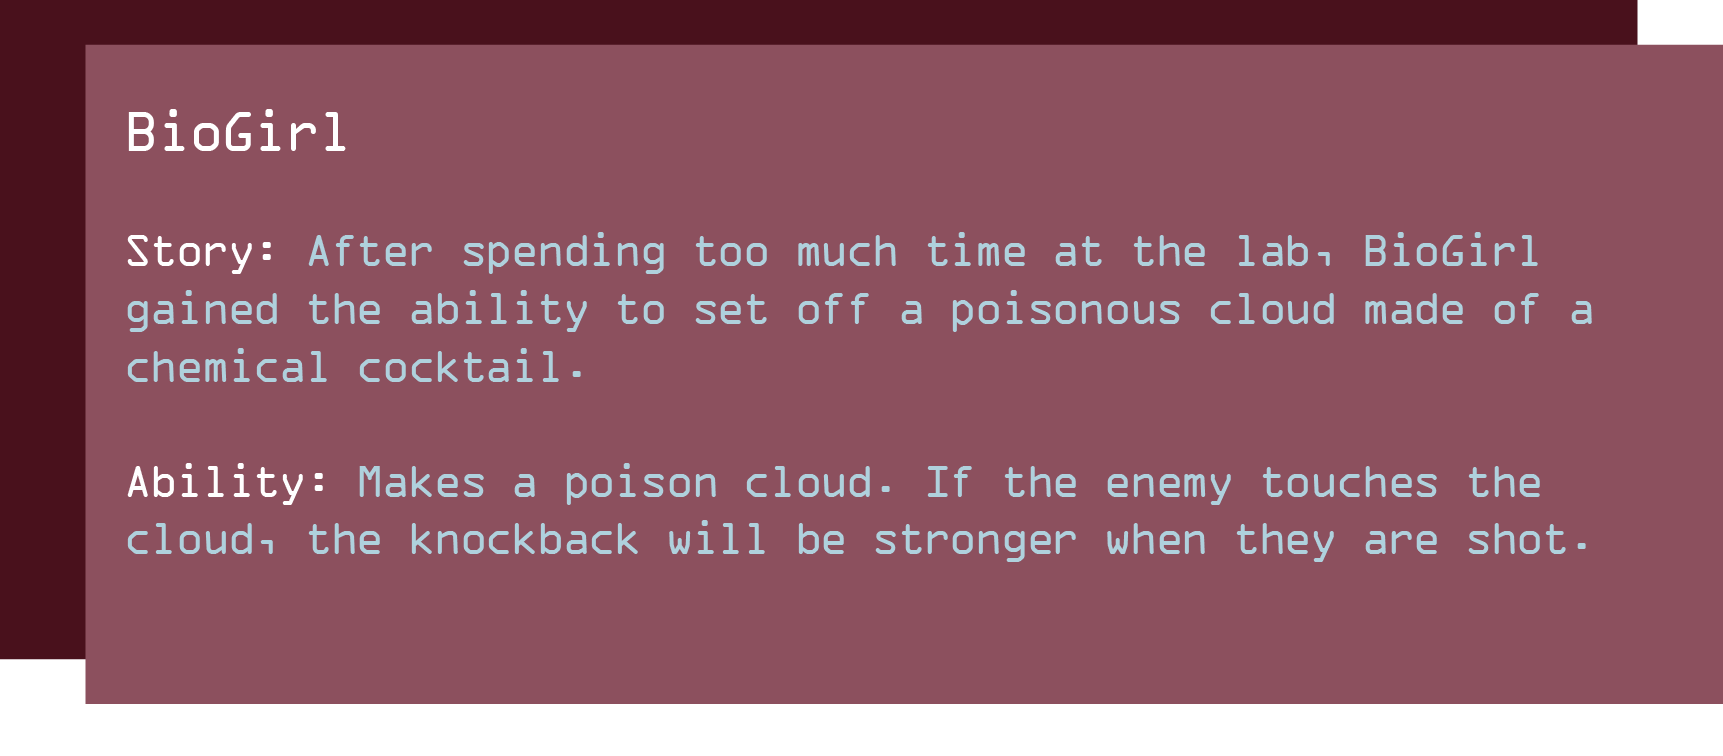 BioGirl
Story: After spending too much time at the lab, BioGirl
gained the ability to set off a poisonous cloud made of a
chemical cocktail.
Ability: Makes a poison cloud. If the enemy touches the
cloud, the knockback will be stronger when they are shot.